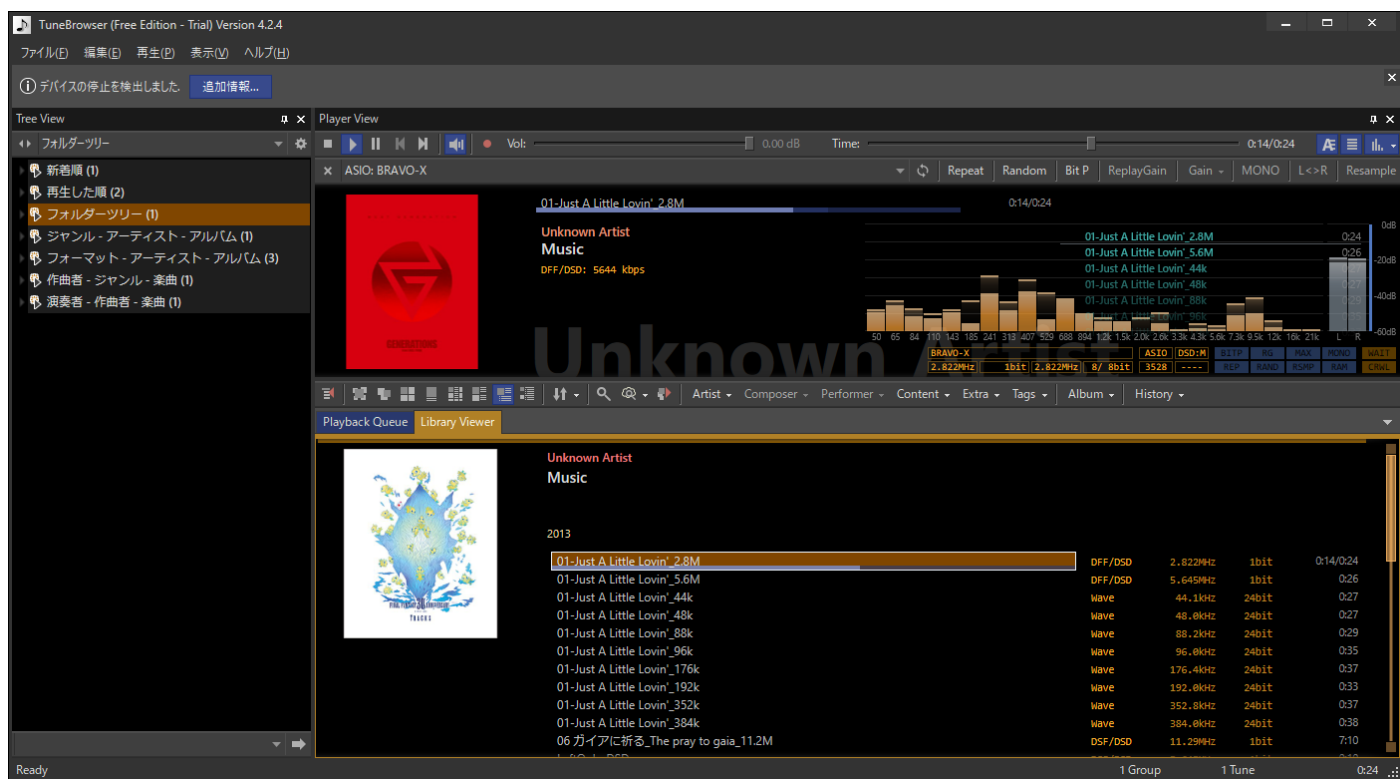 TuneBrowser (Free Edition - Trial) Version 4.2.4
ファイル(F) 編集(E) 再生(P) 表示(V) ヘルプ(H)
デバイスの停止を検出しました. 追加情報...
Tree View
フォルダーツリー
新着順 (1)
再生した順 (2)
フォルダーツリー (1)
ジャンル - アーティスト - アルバム (1)
フォーマット - アーティスト - アルバム (3)
作曲者 - ジャンル - 楽曲 (1)
演奏者 - 作曲者 - 楽曲 (1)
Player View
Vol: 0.00 dB Time: 0:14/0:24
ASIO: BRAVO-X Repeat Random Bit P ReplayGain Gain MONO L<>R Resample
01-Just A Little Lovin'_2.8M 0:14/0:24
Unknown Artist
Music
DFF/DSD: 5644 kbps
GENERATIONS
Unknown Artist
01-Just A Little Lovin'_2.8M 0:24
01-Just A Little Lovin'_5.6M 0:26
01-Just A Little Lovin'_44k 0:27
01-Just A Little Lovin'_48k 0:27
01-Just A Little Lovin'_88k 0:29
01-Just A Little Lovin'_96k
0dB
-20dB
-40dB
-60dB
50 65 84 110 143 185 241 313 407 529 688 894 1.2k 1.5k 2.0k 2.6k 3.3k 4.3k 5.6k 7.3k 9.5k 12k 16k 21k L R
BRAVO-X ASIO DSD:M BITP RG MAX MONO WAIT
2.822MHz 1bit 2.822MHz 8/ 8bit 3528 ---- REP RAND RSMP RAM CRWL
Artist Composer Performer Content Extra Tags Album History
Playback Queue Library Viewer
Unknown Artist
Music
2013
TRACKS
01-Just A Little Lovin'_2.8M DFF/DSD 2.822MHz 1bit 0:14/0:24
01-Just A Little Lovin'_5.6M DFF/DSD 5.645MHz 1bit 0:26
01-Just A Little Lovin'_44k Wave 44.1kHz 24bit 0:27
01-Just A Little Lovin'_48k Wave 48.0kHz 24bit 0:27
01-Just A Little Lovin'_88k Wave 88.2kHz 24bit 0:29
01-Just A Little Lovin'_96k Wave 96.0kHz 24bit 0:35
01-Just A Little Lovin'_176k Wave 176.4kHz 24bit 0:37
01-Just A Little Lovin'_192k Wave 192.0kHz 24bit 0:33
01-Just A Little Lovin'_352k Wave 352.8kHz 24bit 0:37
01-Just A Little Lovin'_384k Wave 384.0kHz 24bit 0:38
06 ガイアに祈る_The pray to gaia_11.2M DSF/DSD 11.29MHz 1bit 7:10
Ready 1 Group 1 Tune 0:24